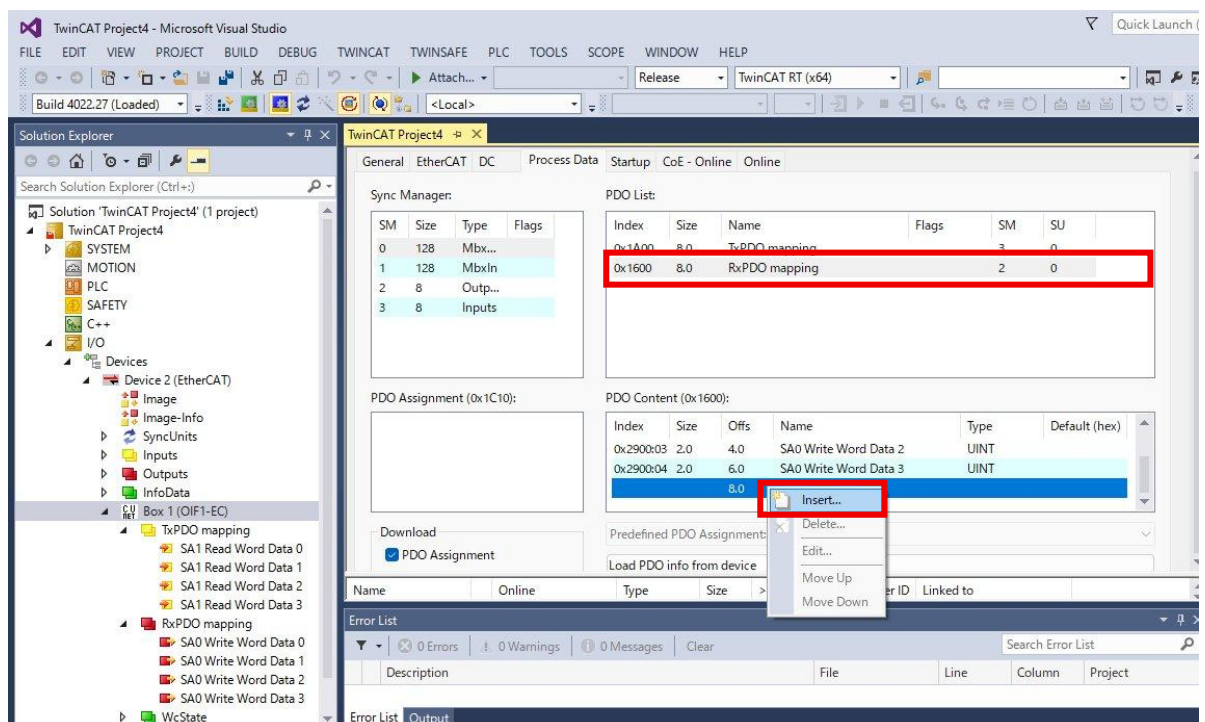 TwinCAT Project4 - Microsoft Visual Studio
Quick Launch (
FILE EDIT VIEW PROJECT BUILD DEBUG TWINCAT TWINSAFE PLC TOOLS SCOPE WINDOW HELP
Attach... Release TwinCAT RT (x64)
Build 4022.27 (Loaded) <Local>
Solution Explorer
Search Solution Explorer (Ctrl+:)
Solution 'TwinCAT Project4' (1 project)
TwinCAT Project4
SYSTEM
MOTION
PLC
SAFETY
C++
I/O
Devices
Device 2 (EtherCAT)
Image
Image-Info
SyncUnits
Inputs
Outputs
InfoData
Box 1 (OIF1-EC)
TxPDO mapping
SA1 Read Word Data 0
SA1 Read Word Data 1
SA1 Read Word Data 2
SA1 Read Word Data 3
RxPDO mapping
SA0 Write Word Data 0
SA0 Write Word Data 1
SA0 Write Word Data 2
SA0 Write Word Data 3
WcState
TwinCAT Project4
General EtherCAT DC Process Data Startup CoE - Online Online
Sync Manager:
SM Size Type Flags
0 128 Mbx...
1 128 MbxIn
2 8 Outp...
3 8 Inputs
PDO List:
Index Size Name Flags SM SU
0x1A00 8.0 TxPDO mapping 3 0
0x1600 8.0 RxPDO mapping 2 0
PDO Assignment (0x1C10):
PDO Content (0x1600):
Index Size Offs Name Type Default (hex)
0x2900:03 2.0 4.0 SA0 Write Word Data 2 UINT
0x2900:04 2.0 6.0 SA0 Write Word Data 3 UINT
8.0
Insert...
Delete...
Edit...
Move Up
Move Down
Download
PDO Assignment
Predefined PDO Assignment:
Load PDO info from device
Name Online Type Size > er ID Linked to
Error List
0 Errors 0 Warnings 0 Messages Clear
Search Error List
Description File Line Column Project
Error List Output